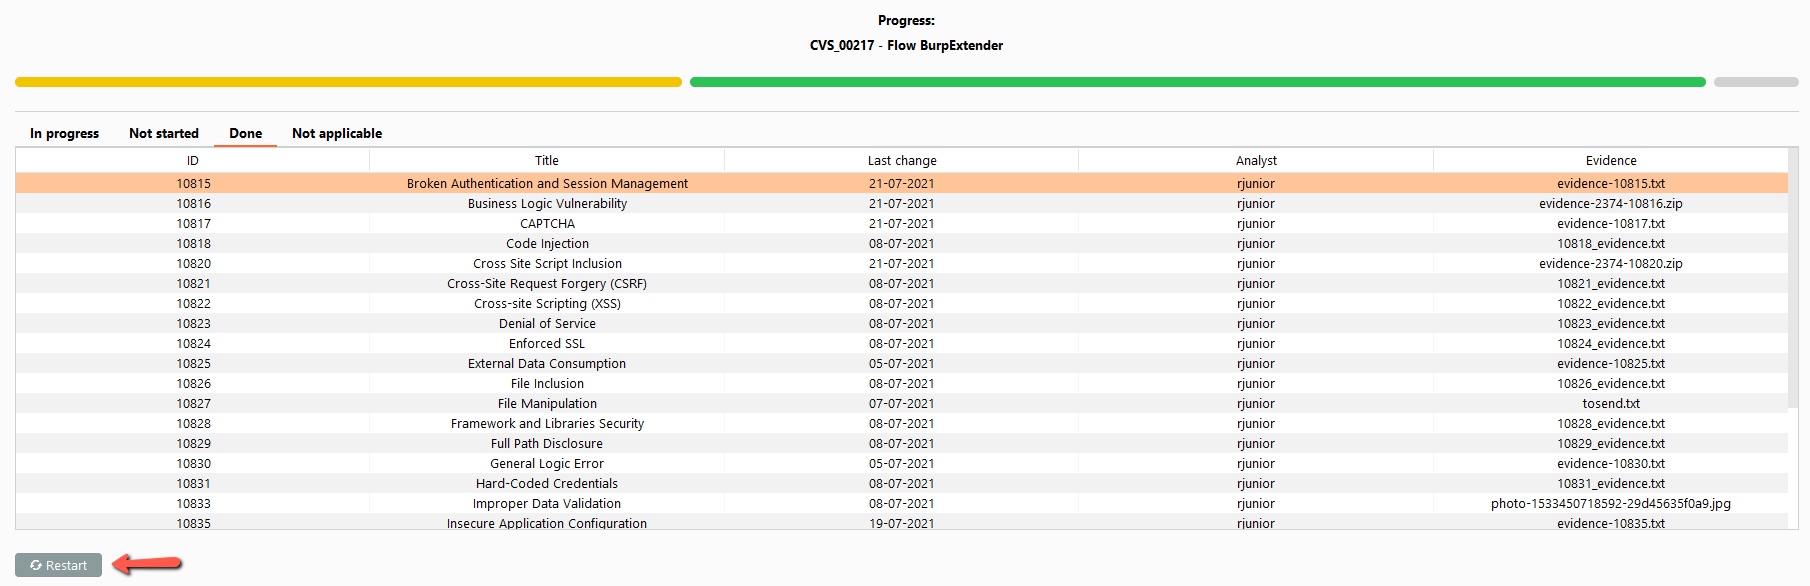 Progress:
CVS_00217 - Flow BurpExtender
In progress Not started Done Not applicable
ID Title Last change Analyst Evidence
10815 Broken Authentication and Session Management 21-07-2021 rjunior evidence-10815.txt
10816 Business Logic Vulnerability 21-07-2021 rjunior evidence-2374-10816.zip
10817 CAPTCHA 21-07-2021 rjunior evidence-10817.txt
10818 Code Injection 08-07-2021 rjunior 10818_evidence.txt
10820 Cross Site Script Inclusion 21-07-2021 rjunior evidence-2374-10820.zip
10821 Cross-Site Request Forgery (CSRF) 08-07-2021 rjunior 10821_evidence.txt
10822 Cross-site Scripting (XSS) 08-07-2021 rjunior 10822_evidence.txt
10823 Denial of Service 08-07-2021 rjunior 10823_evidence.txt
10824 Enforced SSL 08-07-2021 rjunior 10824_evidence.txt
10825 External Data Consumption 05-07-2021 rjunior evidence-10825.txt
10826 File Inclusion 08-07-2021 rjunior 10826_evidence.txt
10827 File Manipulation 07-07-2021 rjunior tosend.txt
10828 Framework and Libraries Security 08-07-2021 rjunior 10828_evidence.txt
10829 Full Path Disclosure 08-07-2021 rjunior 10829_evidence.txt
10830 General Logic Error 05-07-2021 rjunior evidence-10830.txt
10831 Hard-Coded Credentials 08-07-2021 rjunior 10831_evidence.txt
10833 Improper Data Validation 08-07-2021 rjunior photo-1533450718592-29d45635f0a9.jpg
10835 Insecure Application Configuration 19-07-2021 rjunior evidence-10835.txt
Restart